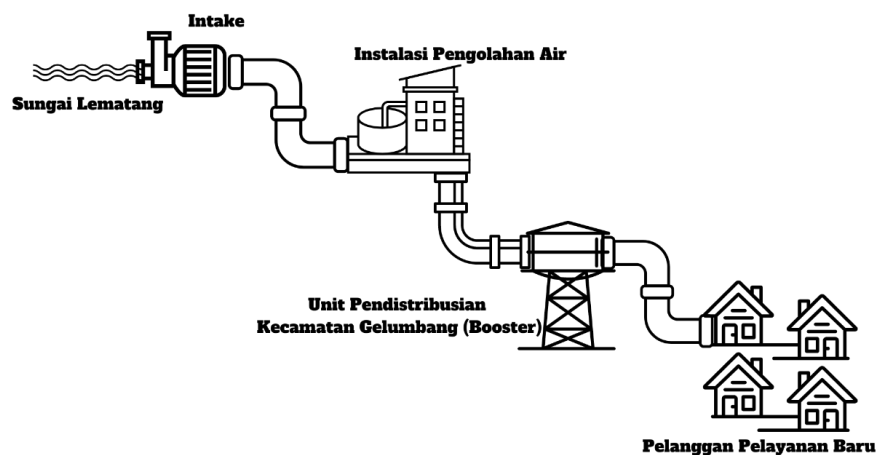 Intake
Sungai Lematang
Instalasi Pengolahan Air
Unit Pendistribusian
Kecamatan Gelumbang (Booster)
Pelanggan Pelayanan Baru